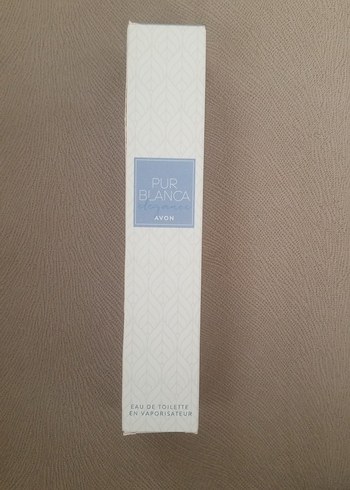 PUR
BLANCA
AVON
EAU DE TOILETTE
EN VAPORISATEUR